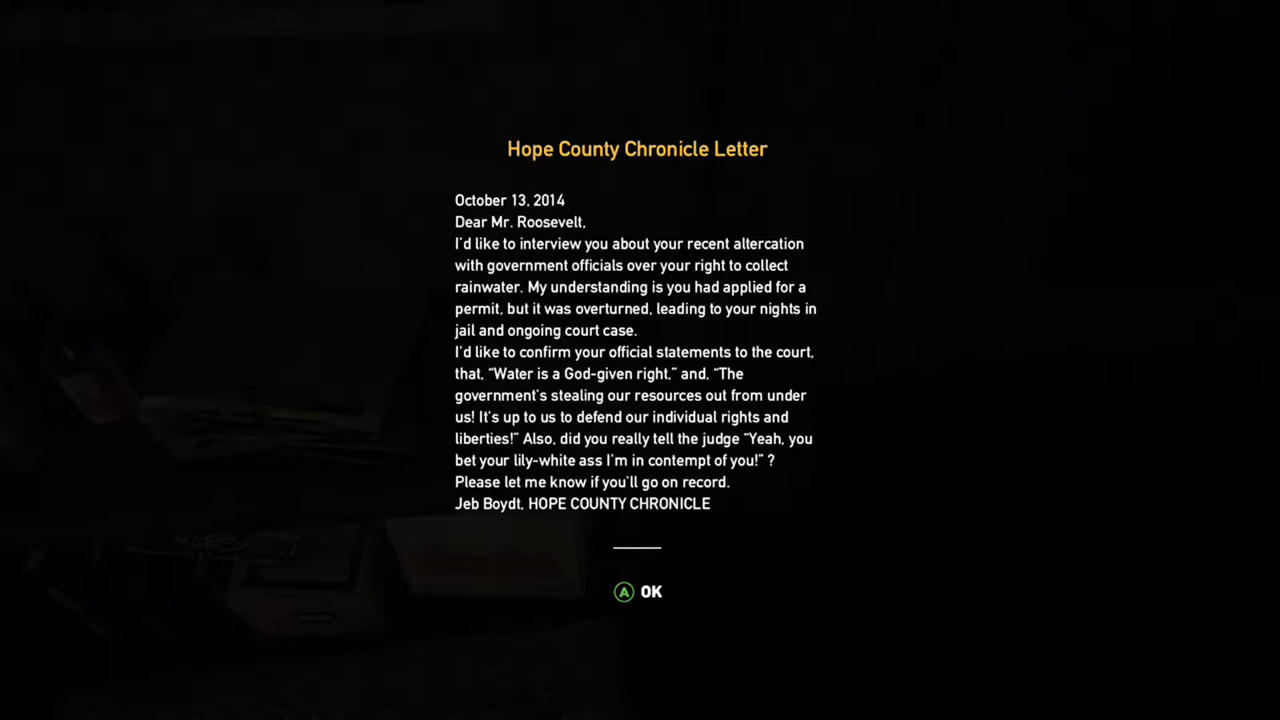 Hope County Chronicle Letter
October 13, 2014
Dear Mr. Roosevelt,
I'd like to interview you about your recent altercation
with government officials over your right to collect
rainwater. My understanding is you had applied for a
permit, but it was overturned, leading to your nights in
jail and ongoing court case.
I'd like to confirm your official statements to the court,
that, “Water is a God-given right,” and, “The
government's stealing our resources out from under
us! It's up to us to defend our individual rights and
liberties!” Also, did you really tell the judge “Yeah, you
bet your lily-white ass I'm in contempt of you!” ?
Please let me know if you'll go on record.
Jeb Boydt, HOPE COUNTY CHRONICLE
A OK